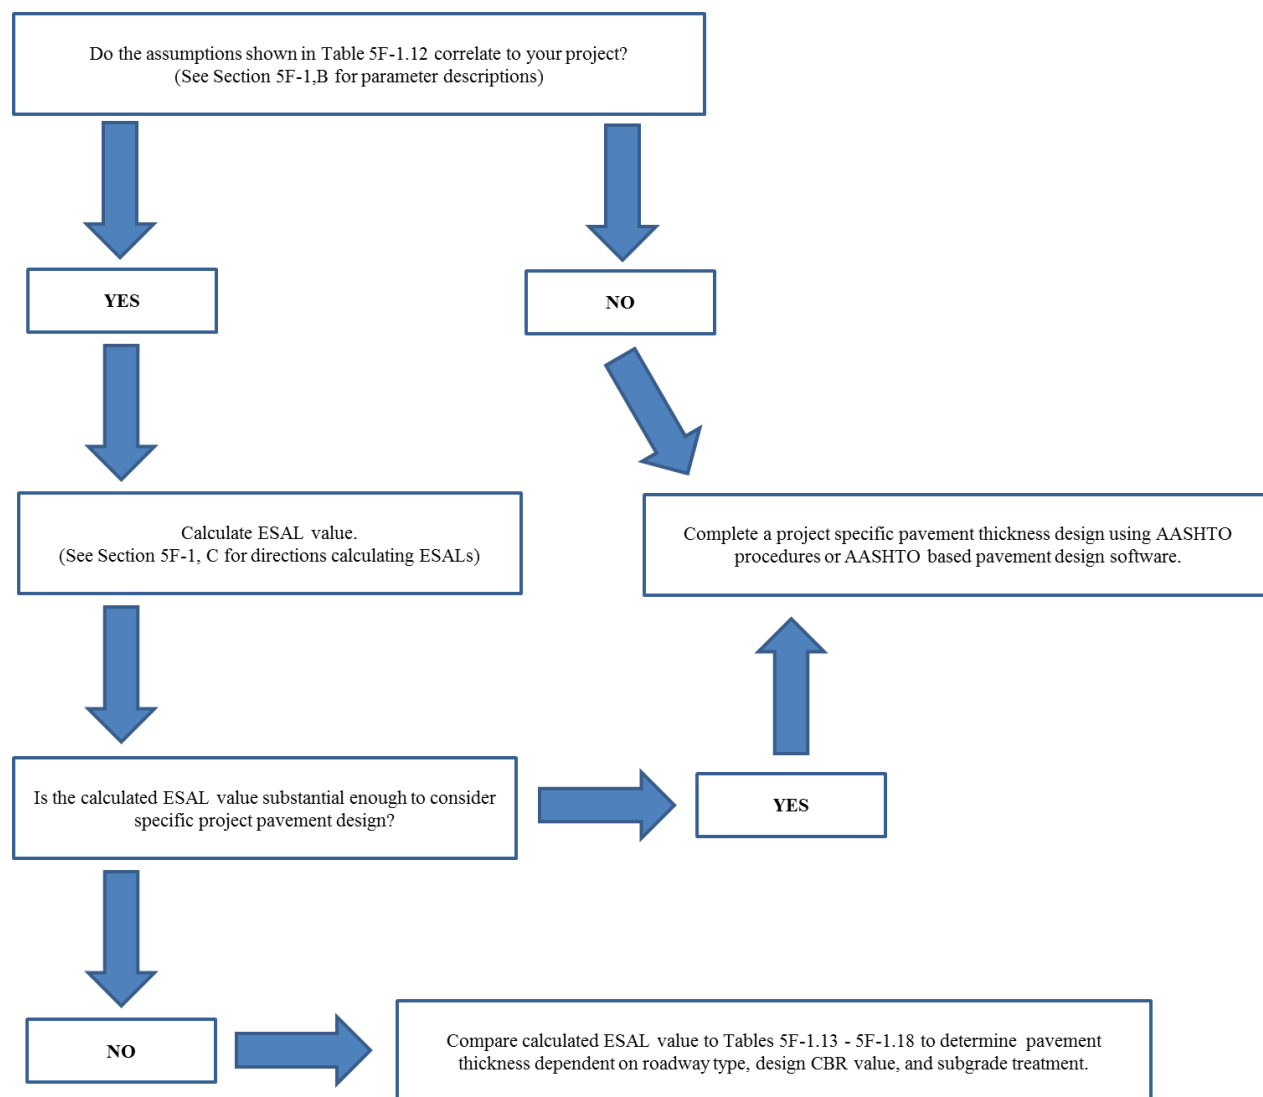 Do the assumptions shown in Table 5F-1.12 correlate to your project?
(See Section 5F-1,B for parameter descriptions)
YES
NO
Calculate ESAL value.
(See Section 5F-1, C for directions calculating ESALs)
Complete a project specific pavement thickness design using AASHTO
procedures or AASHTO based pavement design software.
Is the calculated ESAL value substantial enough to consider
specific project pavement design?
YES
NO
Compare calculated ESAL value to Tables 5F-1.13 - 5F-1.18 to determine pavement
thickness dependent on roadway type, design CBR value, and subgrade treatment.